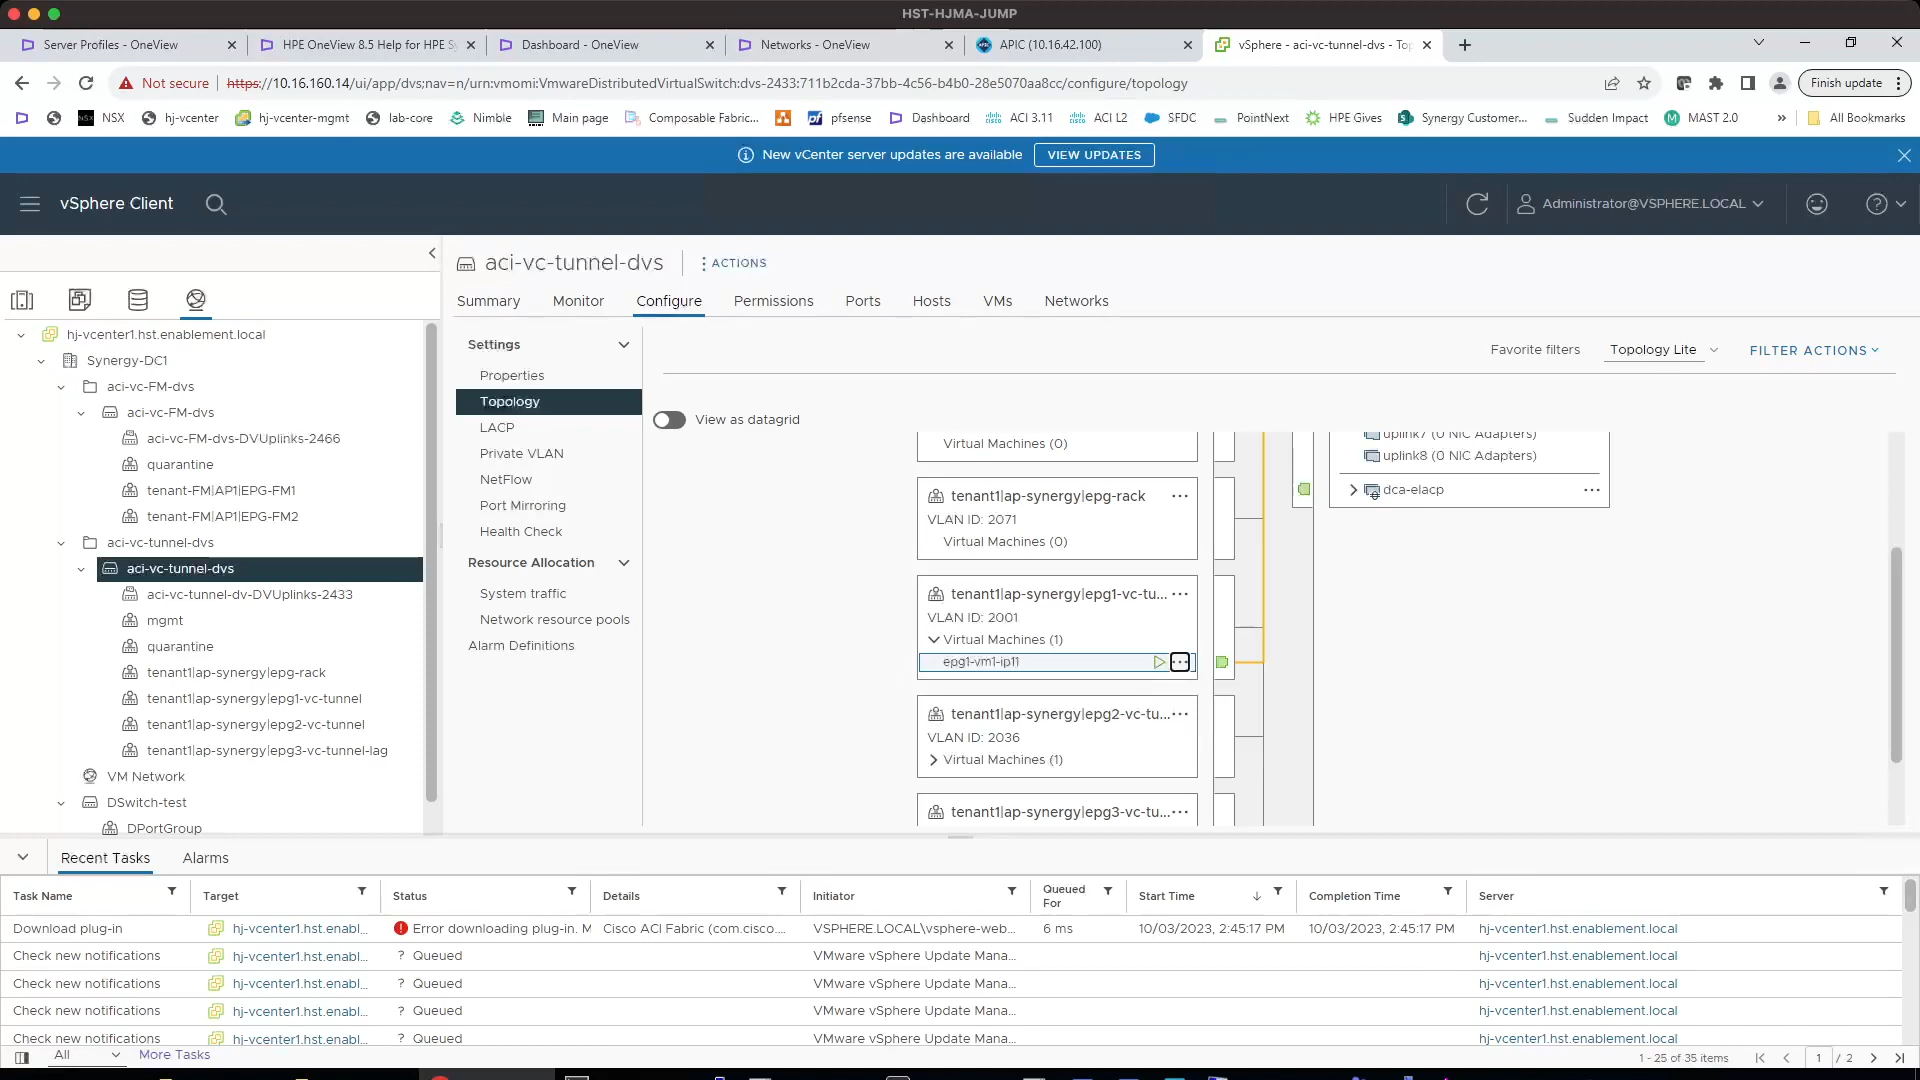 HST-HJMA-JUMP
Server Profiles - OneView
HPE OneView 8.5 Help for HPE Sy
Dashboard - OneView
Networks - OneView
APIC (10.16.42.100)
vSphere - aci-vc-tunnel-dvs - Top
Not secure
https://10.16.160.14/ui/app/dvs;nav=n/urn:vmomi:VmwareDistributedVirtualSwitch:dvs-2433:711b2cda-37bb-4c56-b4b0-28e5070aa8cc/configure/topology
Finish update
NSX
hj-vcenter
hj-vcenter-mgmt
lab-core
Nimble
Main page
Composable Fabric...
pfsense
Dashboard
ACI 3.11
ACI L2
SFDC
PointNext
HPE Gives
Synergy Customer...
Sudden Impact
MAST 2.0
»
All Bookmarks
New vCenter server updates are available
VIEW UPDATES
vSphere Client
Administrator@VSPHERE.LOCAL
aci-vc-tunnel-dvs
ACTIONS
Summary
Monitor
Configure
Permissions
Ports
Hosts
VMs
Networks
hj-vcenter1.hst.enablement.local
Synergy-DC1
aci-vc-FM-dvs
aci-vc-FM-dvs
aci-vc-FM-dvs-DVUplinks-2466
quarantine
tenant-FM|AP1|EPG-FM1
tenant-FM|AP1|EPG-FM2
aci-vc-tunnel-dvs
aci-vc-tunnel-dvs
aci-vc-tunnel-dv-DVUplinks-2433
mgmt
quarantine
tenant1|ap-synergy|epg-rack
tenant1|ap-synergy|epg1-vc-tunnel
tenant1|ap-synergy|epg2-vc-tunnel
tenant1|ap-synergy|epg3-vc-tunnel-lag
VM Network
DSwitch-test
DPortGroup
Settings
Properties
Topology
LACP
Private VLAN
NetFlow
Port Mirroring
Health Check
Resource Allocation
System traffic
Network resource pools
Alarm Definitions
Favorite filters
Topology Lite
FILTER ACTIONS
View as datagrid
Virtual Machines (0)
tenant1|ap-synergy|epg-rack
VLAN ID: 2071
Virtual Machines (0)
tenant1|ap-synergy|epg1-vc-tu...
VLAN ID: 2001
Virtual Machines (1)
epg1-vm1-ip11
tenant1|ap-synergy|epg2-vc-tu...
VLAN ID: 2036
Virtual Machines (1)
tenant1|ap-synergy|epg3-vc-tu...
uplink7 (0 NIC Adapters)
uplink8 (0 NIC Adapters)
dca-elacp
Recent Tasks
Alarms
Task Name
Target
Status
Details
Initiator
Queued For
Start Time
Completion Time
Server
Download plug-in
hj-vcenter1.hst.enabl...
Error downloading plug-in. M
Cisco ACI Fabric (com.cisco....
VSPHERE.LOCAL\vsphere-web...
6 ms
10/03/2023, 2:45:17 PM
10/03/2023, 2:45:17 PM
hj-vcenter1.hst.enablement.local
Check new notifications
hj-vcenter1.hst.enabl...
? Queued
VMware vSphere Update Mana...
hj-vcenter1.hst.enablement.local
Check new notifications
hj-vcenter1.hst.enabl...
? Queued
VMware vSphere Update Mana...
hj-vcenter1.hst.enablement.local
Check new notifications
hj-vcenter1.hst.enabl...
? Queued
VMware vSphere Update Mana...
hj-vcenter1.hst.enablement.local
Check new notifications
hj-vcenter1.hst.enabl...
? Queued
VMware vSphere Update Mana...
hj-vcenter1.hst.enablement.local
All
More Tasks
1 - 25 of 35 items
1 / 2